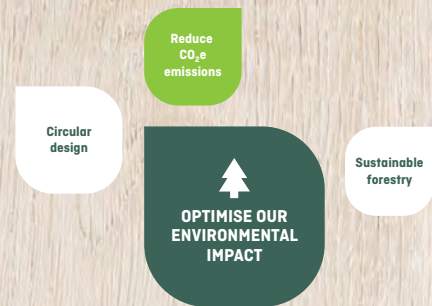 Reduce
CO₂e
emissions
Circular
design
Sustainable
forestry
OPTIMISE OUR
ENVIRONMENTAL
IMPACT